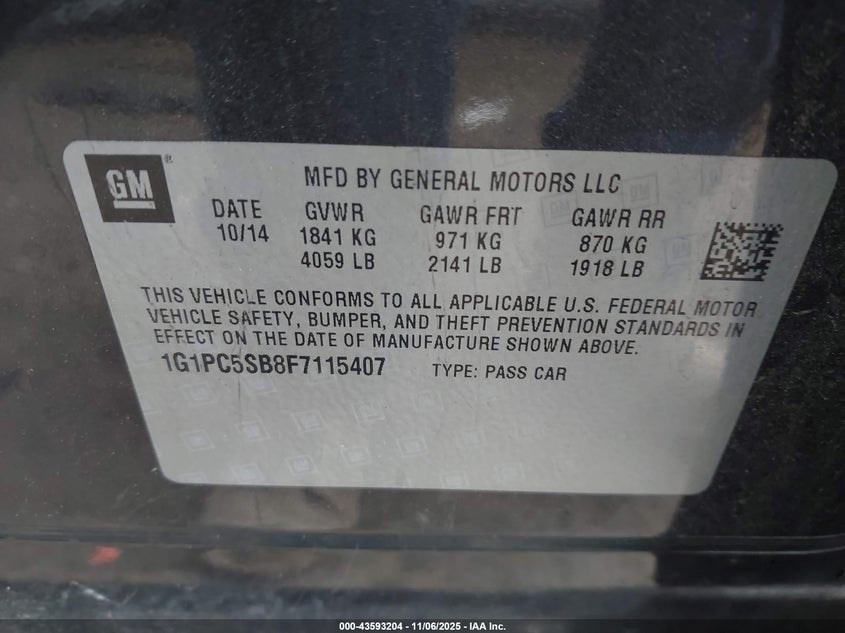 GM®
MFD BY GENERAL MOTORS LLC
DATE GVWR GAWR FRT GAWR RR
10/14 1841 KG 971 KG 870 KG
4059 LB 2141 LB 1918 LB
THIS VEHICLE CONFORMS TO ALL APPLICABLE U.S. FEDERAL MOTOR
VEHICLE SAFETY, BUMPER, AND THEFT PREVENTION STANDARDS IN
EFFECT ON THE DATE OF MANUFACTURE SHOWN ABOVE.
1G1PC5SB8F7115407 TYPE: PASS CAR
000-43593204 - 11/06/2025 - IAA Inc.